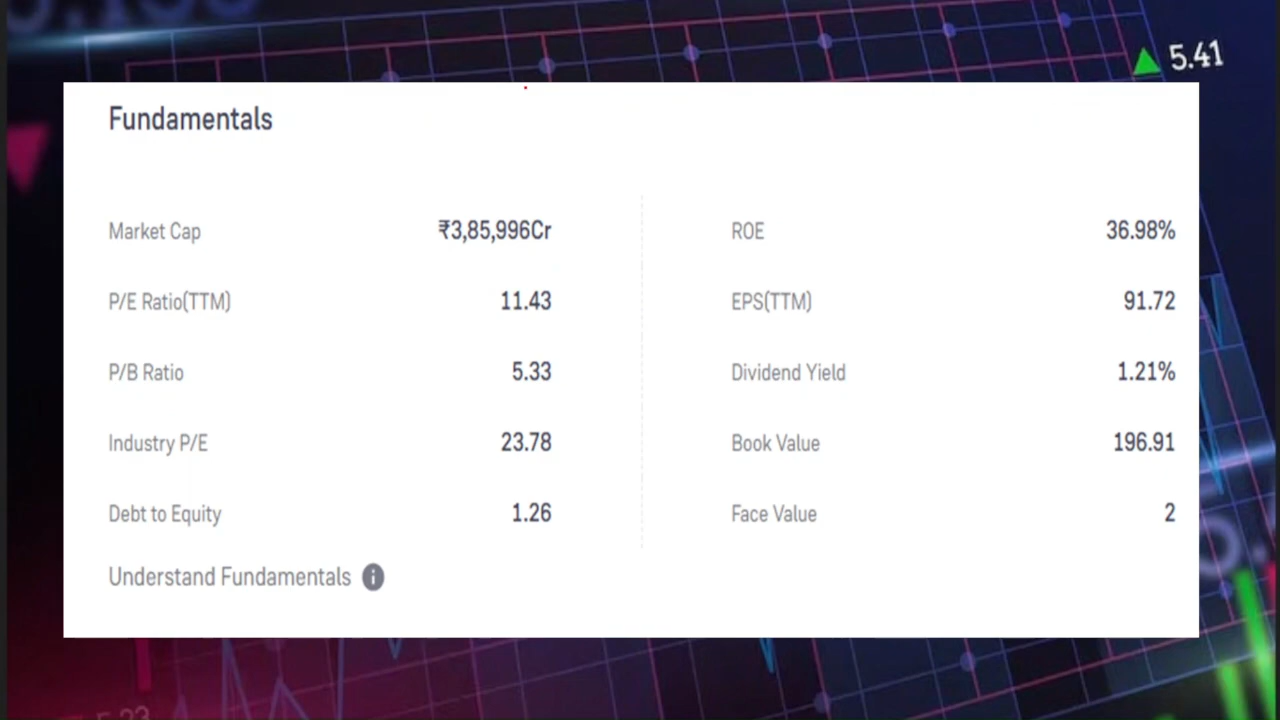 5.41
Fundamentals
Market Cap ₹3,85,996Cr
ROE 36.98%
P/E Ratio(TTM) 11.43
EPS(TTM) 91.72
P/B Ratio 5.33
Dividend Yield 1.21%
Industry P/E 23.78
Book Value 196.91
Debt to Equity 1.26
Face Value 2
Understand Fundamentals